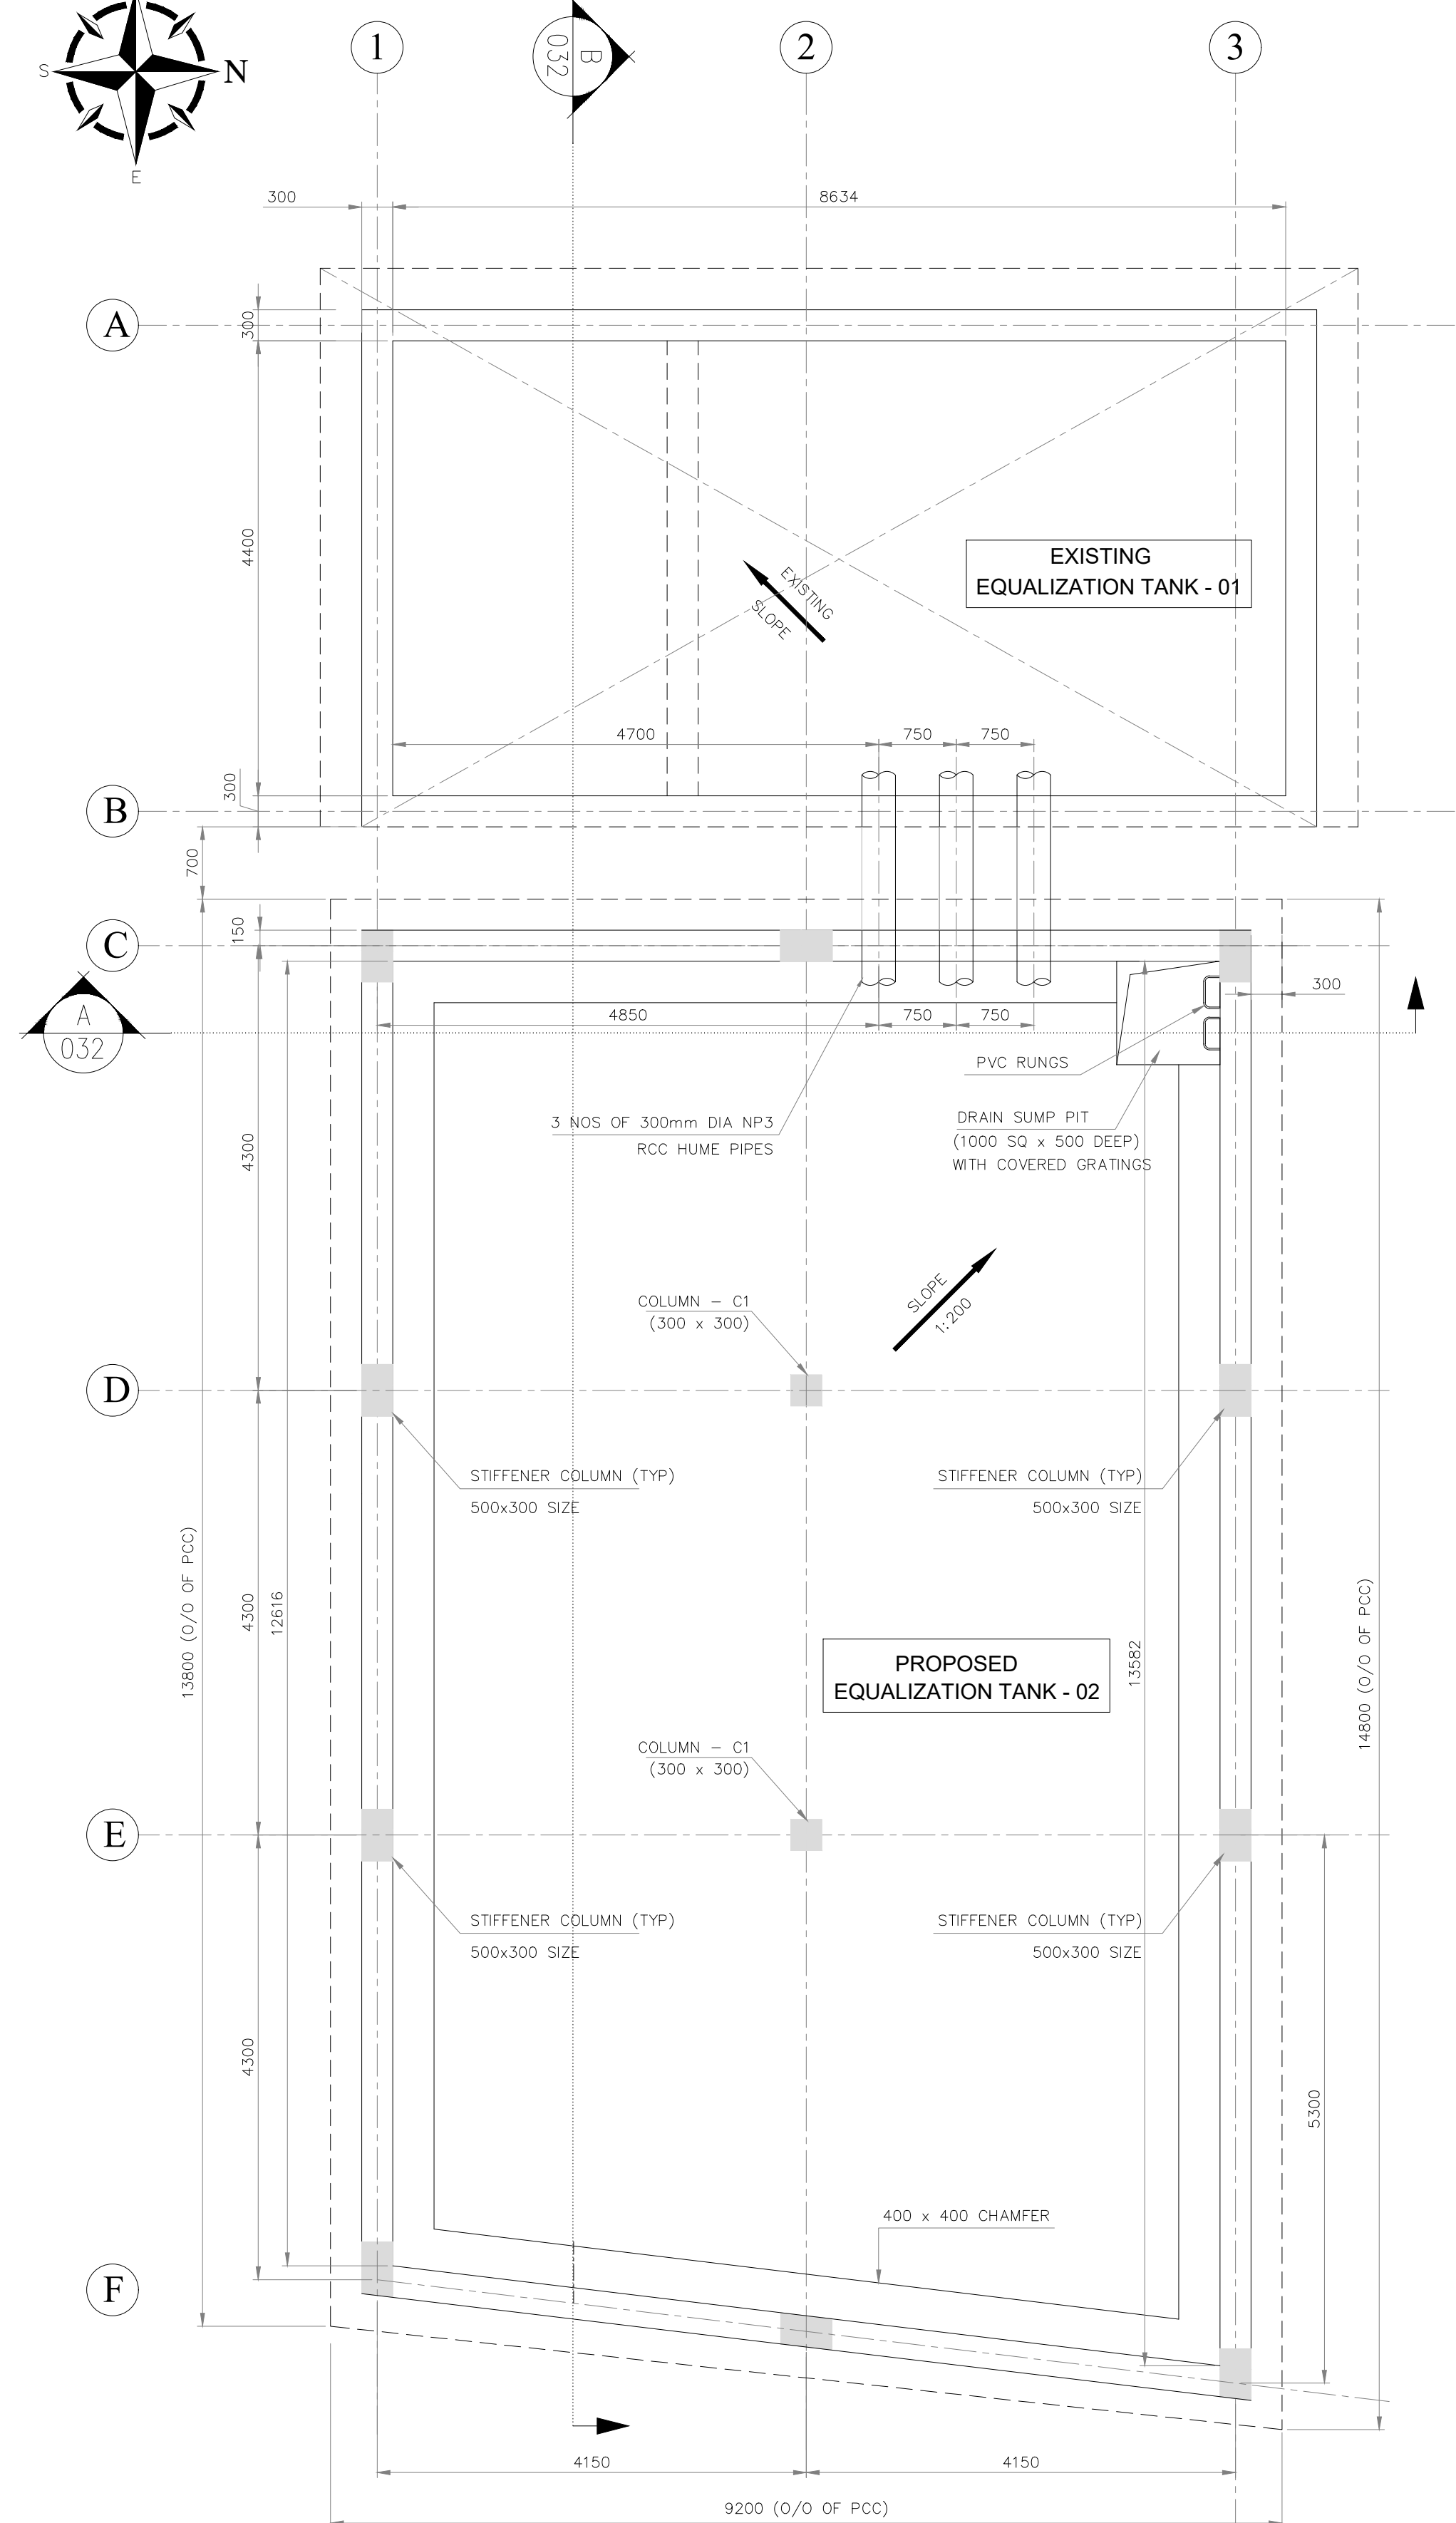 1
2
3
B
032
S
N
E
300
8634
A
300
4400
EXISTING
EQUALIZATION TANK - 01
EXISTING
SLOPE
4700
750
750
300
B
700
150
C
A
032
300
4850
750
750
PVC RUNGS
3 NOS OF 300mm DIA NP3
RCC HUME PIPES
DRAIN SUMP PIT
(1000 SQ x 500 DEEP)
WITH COVERED GRATINGS
4300
SLOPE
1:200
COLUMN - C1
(300 x 300)
D
STIFFENER COLUMN (TYP)
500x300 SIZE
STIFFENER COLUMN (TYP)
500x300 SIZE
13800 (O/O OF PCC)
4300
12616
PROPOSED
EQUALIZATION TANK - 02
13582
14800 (O/O OF PCC)
COLUMN - C1
(300 x 300)
E
STIFFENER COLUMN (TYP)
500x300 SIZE
STIFFENER COLUMN (TYP)
500x300 SIZE
4300
5300
400 x 400 CHAMFER
F
4150
4150
9200 (O/O OF PCC)